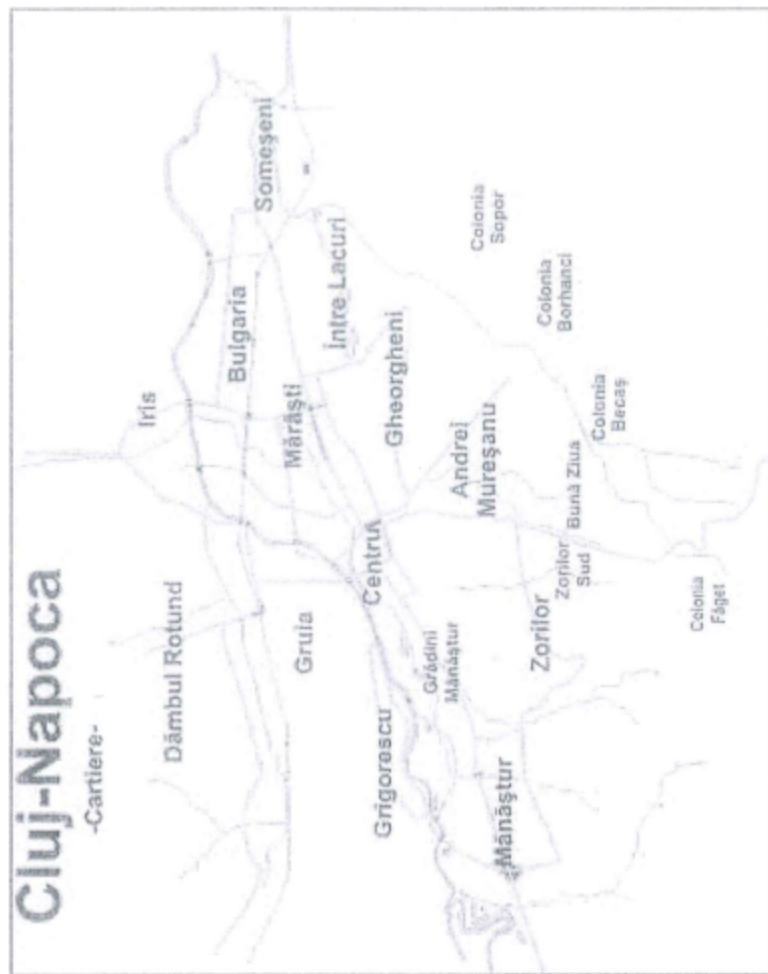 Cluj-Napoca
-Cartiere-
Iris
Dâmbul Rotund
Bulgaria
Someşeni
Mărăşti
Gruia
Între Lacuri
Centru
Grigorescu
Gheorgheni
Grădini
Mănăştur
Andrei
Mureşanu
Colonia
Sopor
Mănăştur
Zorilor
Colonia
Borhanci
Zorilor
Sud
Bună Ziua
Colonia
Becaş
Colonia
Făget